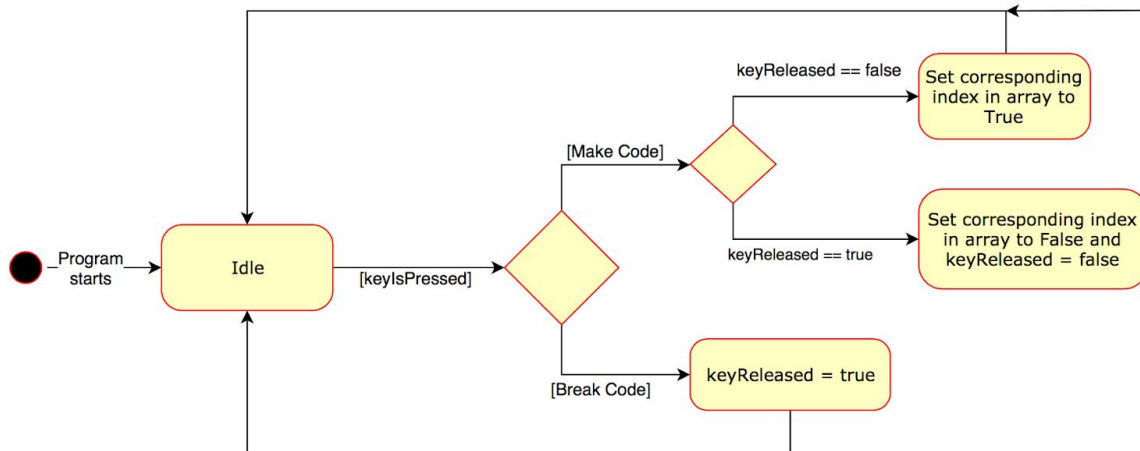 keyReleased == false
Set corresponding
index in array to
True
[Make Code]
Set corresponding index
in array to False and
keyReleased = false
keyReleased == true
Program
starts
Idle
[keyIsPressed]
[Break Code]
keyReleased = true